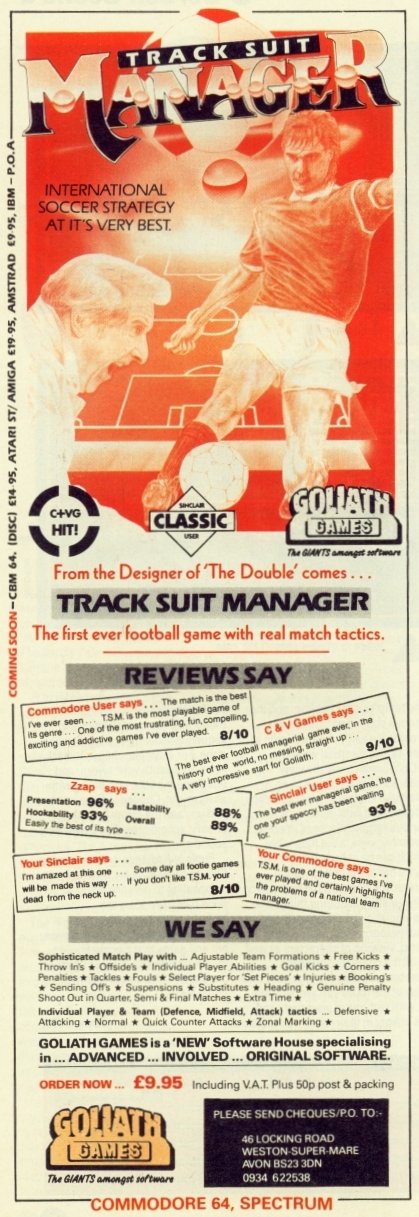 TRACK SUIT
MANAGER
INTERNATIONAL
SOCCER STRATEGY
AT IT'S VERY BEST.
COMING SOON – CBM 64, (DISC) £14·95, ATARI ST/AMIGA £19·95, AMSTRAD £9·95, IBM – P.O.A
C+VG
HIT!
SINCLAIR
CLASSIC
USER
GOLIATH
GAMES
The GIANTS amongst software
From the Designer of 'The Double' comes . . .
TRACK SUIT MANAGER
The first ever football game with real match tactics.
REVIEWS SAY
Commodore User says . . . The match is the best
I've ever seen . . . T.S.M. is the most playable game of
its genre . . . One of the most frustrating, fun, compelling,
exciting and addictive games I've ever played. 8/10
C & V Games says . . .
The best ever football managerial game ever, in the
history of the world, no messing, straight up . . .
A very impressive start for Goliath. 9/10
Zzap says . . .
Presentation 96% Lastability 88%
Hookability 93% Overall 89%
Easily the best of its type . . .
Sinclair User says . . .
The best ever managerial game, the
one your speccy has been waiting
for. 93%
Your Sinclair says . . .
I'm amazed at this one . . . Some day all footie games
will be made this way . . . If you don't like T.S.M. your
dead from the neck up. 8/10
Your Commodore says . . .
T.S.M. is one of the best games I've
ever played and certainly highlights
the problems of a national team
manager.
WE SAY
Sophisticated Match Play with ... Adjustable Team Formations ★ Free Kicks ★
Throw In's ★ Offside's ★ Individual Player Abilities ★ Goal Kicks ★ Corners ★
Penalties ★ Tackles ★ Fouls ★ Select Player for 'Set Pieces' ★ Injuries ★ Booking's
★ Sending Off's ★ Suspensions ★ Substitutes ★ Heading ★ Genuine Penalty
Shoot Out in Quarter, Semi & Final Matches ★ Extra Time ★
Individual Player & Team (Defence, Midfield, Attack) tactics ... Defensive ★
Attacking ★ Normal ★ Quick Counter Attacks ★ Zonal Marking ★
GOLIATH GAMES is a 'NEW' Software House specialising
in ... ADVANCED ... INVOLVED ... ORIGINAL SOFTWARE.
ORDER NOW ... £9.95 Including V.A.T. Plus 50p post & packing
GOLIATH
GAMES
The GIANTS amongst software
PLEASE SEND CHEQUES/P.O. TO:-
46 LOCKING ROAD
WESTON-SUPER-MARE
AVON BS23 3DN
0934 622538
COMMODORE 64, SPECTRUM